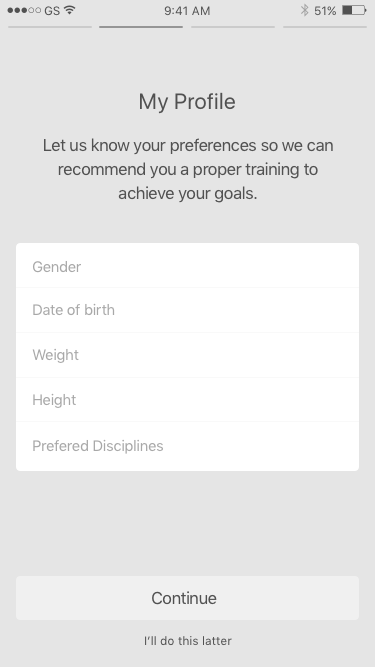 GS 9:41 AM 51%
My Profile
Let us know your preferences so we can
recommend you a proper training to
achieve your goals.
Gender
Date of birth
Weight
Height
Prefered Disciplines
Continue
I'll do this latter